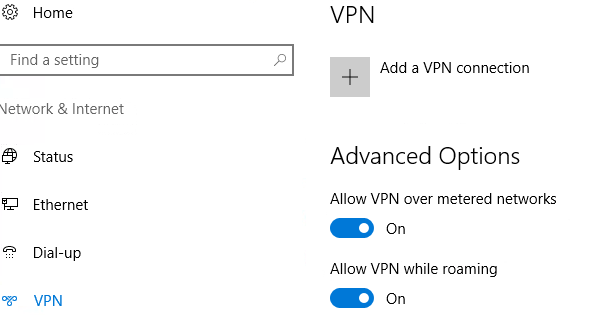 Home
Find a setting
Network & Internet
Status
Ethernet
Dial-up
VPN
VPN
Add a VPN connection
Advanced Options
Allow VPN over metered networks
On
Allow VPN while roaming
On